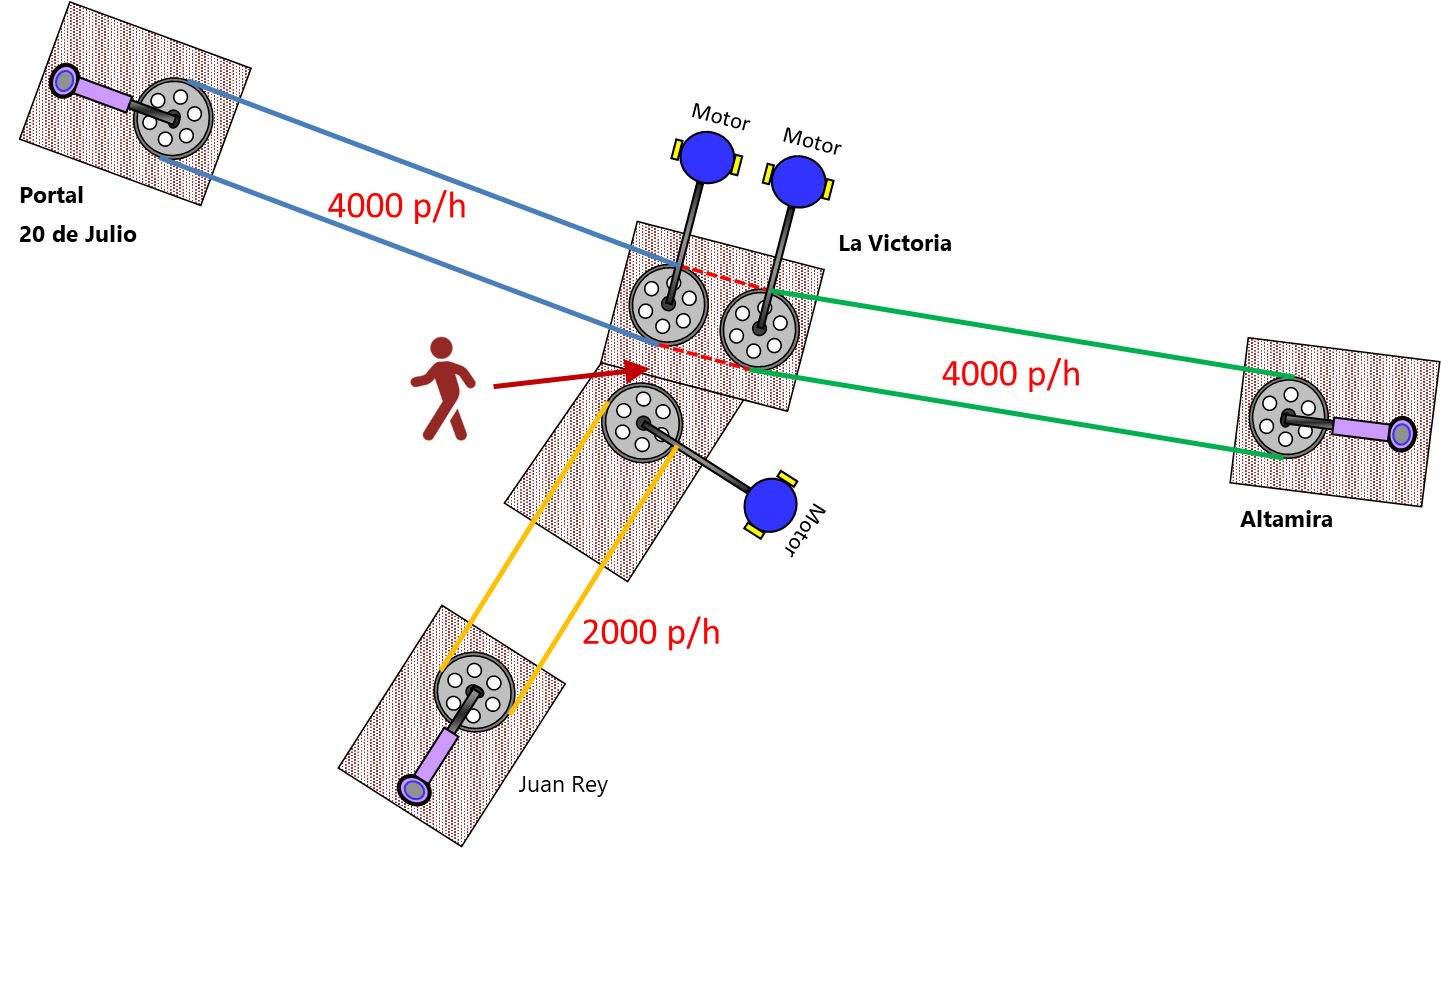 Motor
Motor
Portal
20 de Julio
4000 p/h
La Victoria
4000 p/h
Altamira
Motor
2000 p/h
Juan Rey